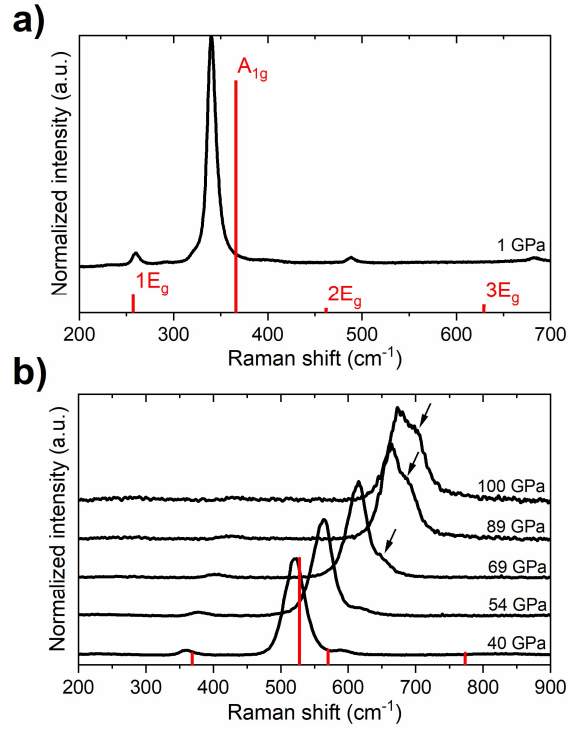 a)
Normalized intensity (a.u.)
A1g
1 GPa
1Eg
2Eg
3Eg
200 300 400 500 600 700
Raman shift (cm-1)
b)
Normalized intensity (a.u.)
100 GPa
89 GPa
69 GPa
54 GPa
40 GPa
200 300 400 500 600 700 800 900
Raman shift (cm-1)